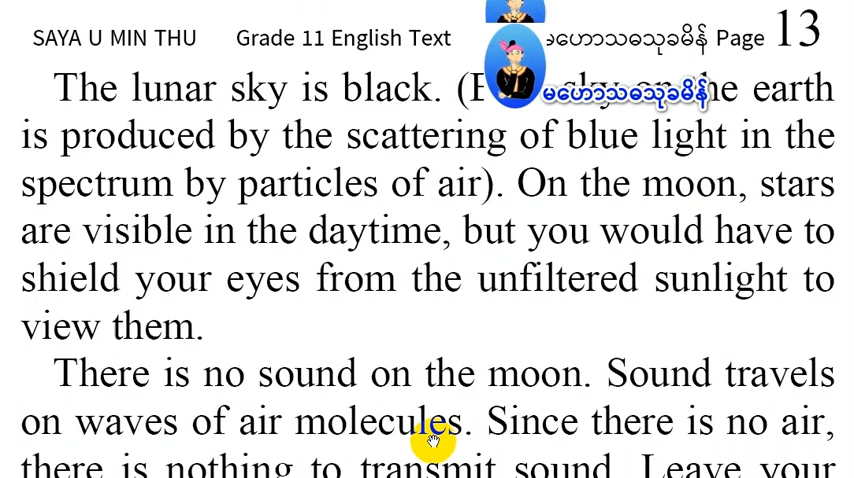 SAYA U MIN THU Grade 11 English Text မဟောသဓသုခမိန် Page 13
The lunar sky is black. ( sky on the earth
မဟောသဓသုခမိန်
is produced by the scattering of blue light in the
spectrum by particles of air). On the moon, stars
are visible in the daytime, but you would have to
shield your eyes from the unfiltered sunlight to
view them.
There is no sound on the moon. Sound travels
on waves of air molecules. Since there is no air,
there is nothing to transmit sound. Leave your